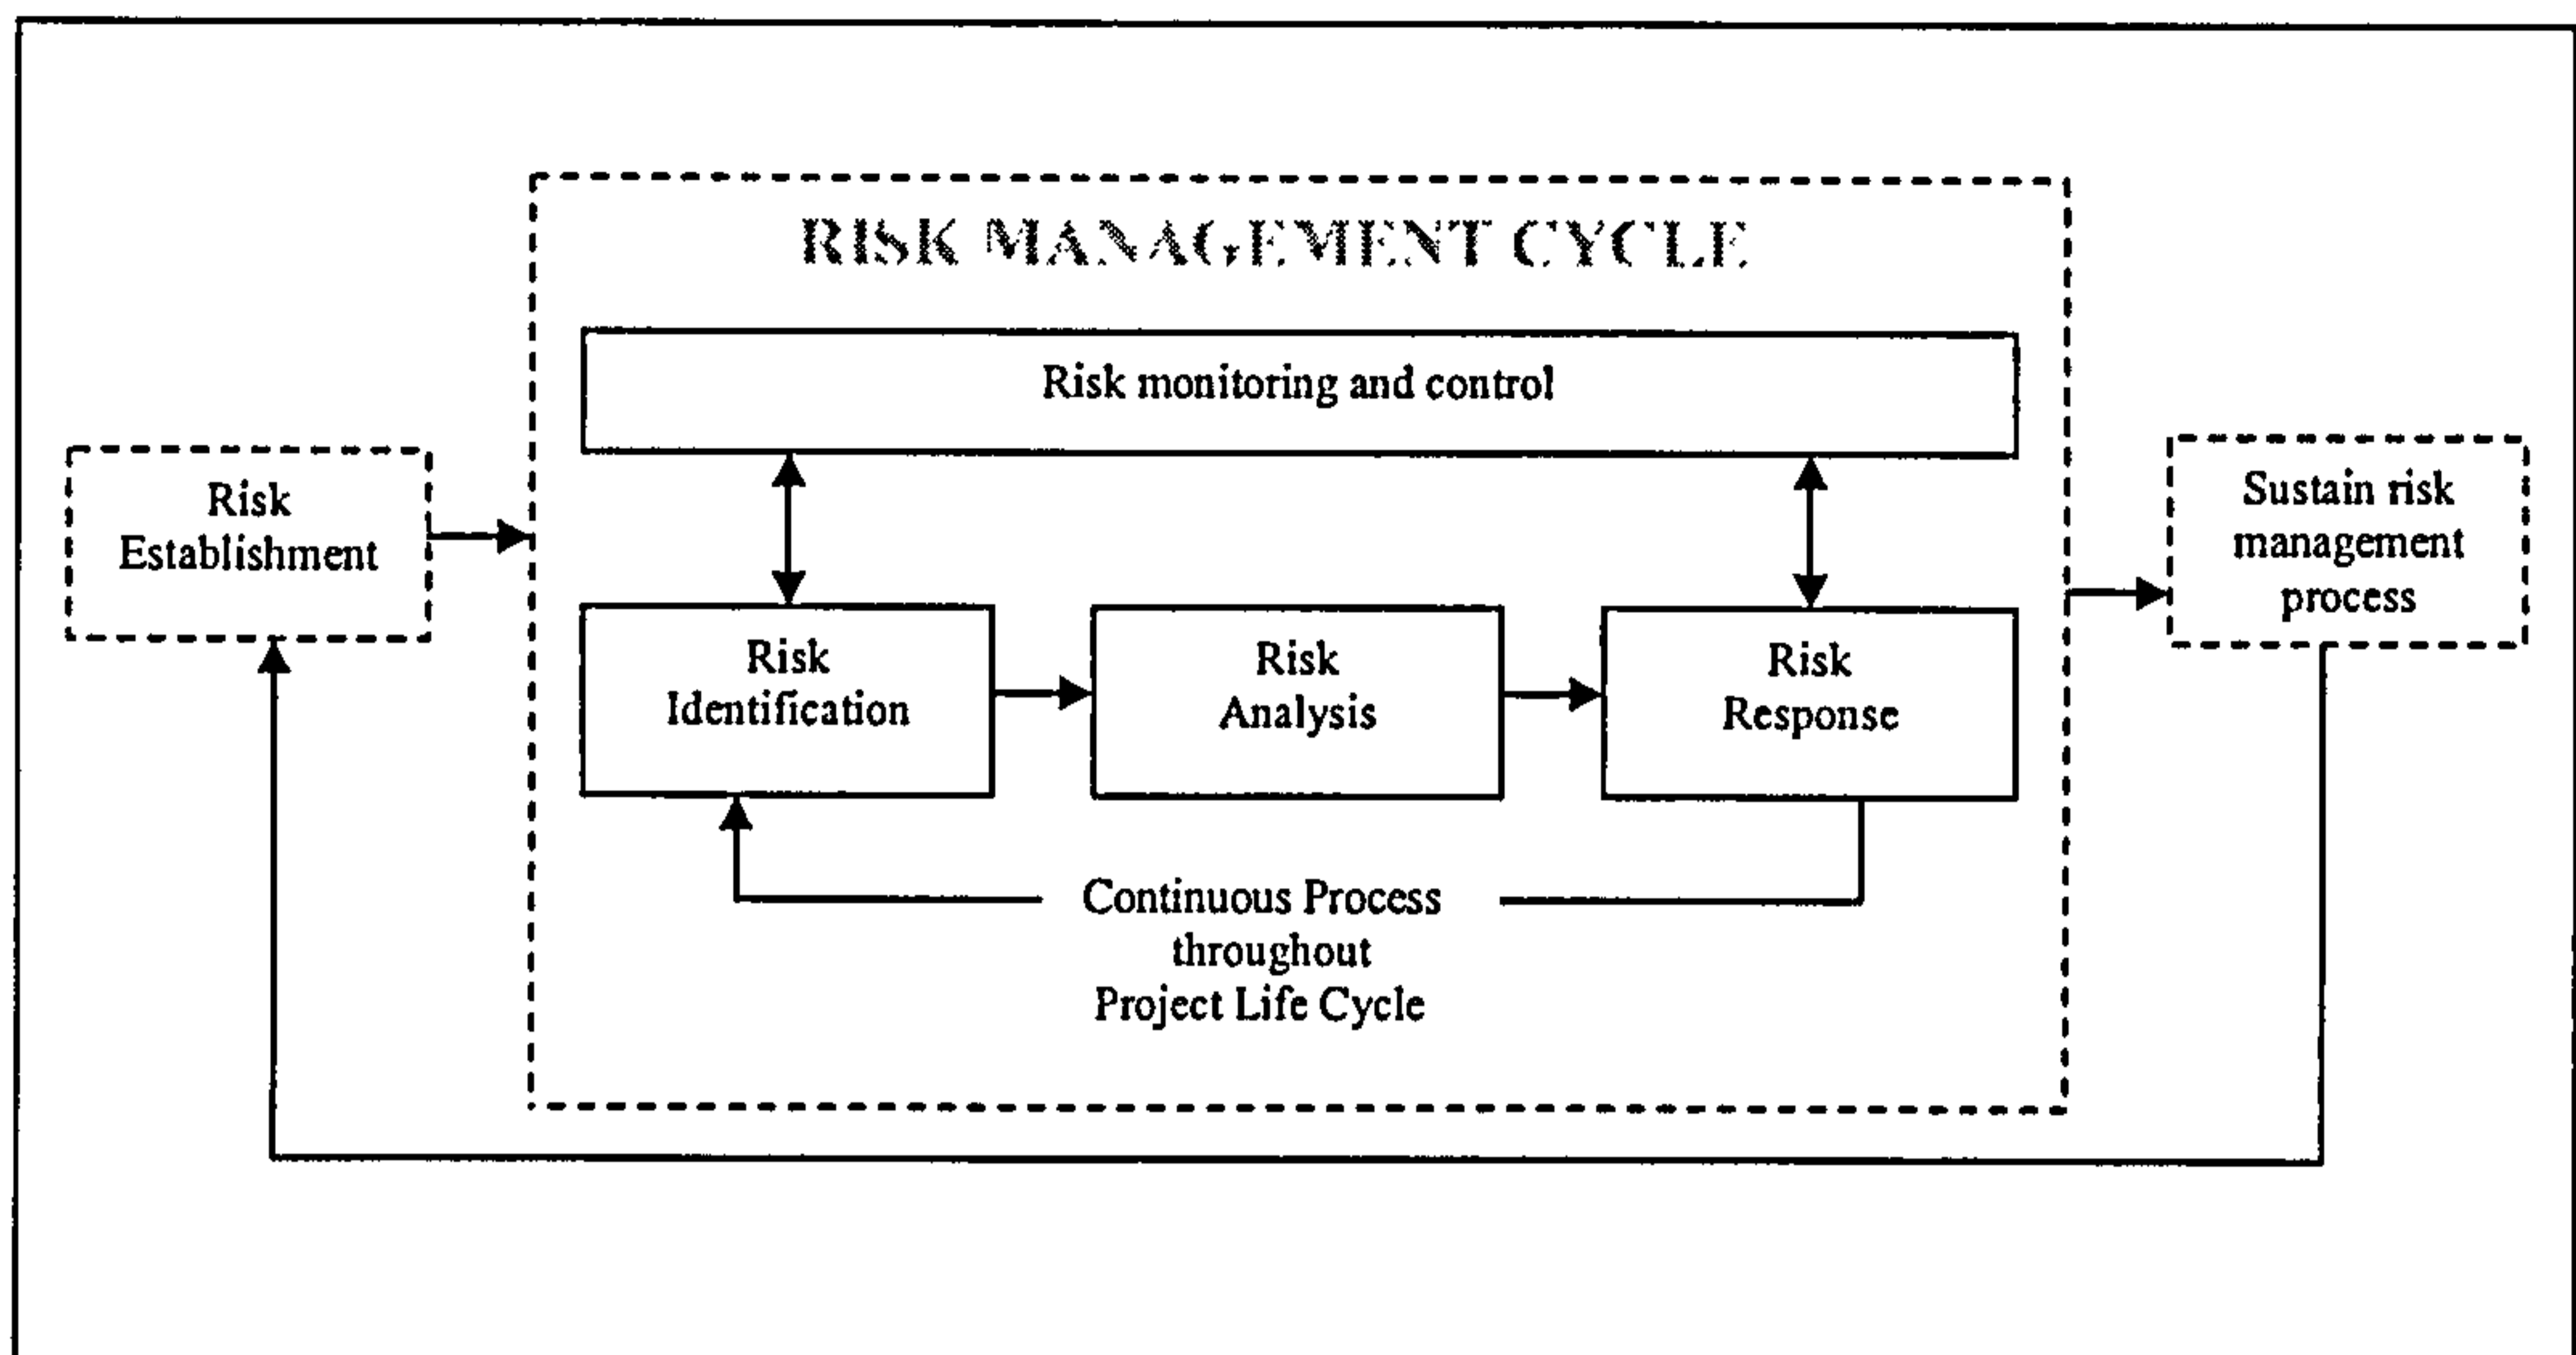 RISK MANAGEMENT CYCLE
Risk monitoring and control
Risk
Establishment
Sustain risk
management
process
Risk
Identification
Risk
Analysis
Risk
Response
Continuous Process
throughout
Project Life Cycle